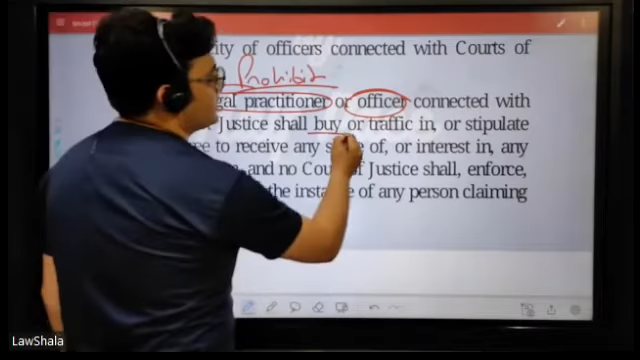 ity of officers connected with Courts of
Prohibit
gal practitioner or officer connected with
Justice shall buy or traffic in, or stipulate
ee to receive any s e of, or interest in, any
and no Cou f Justice shall, enforce,
the insta e of any person claiming
LawShala